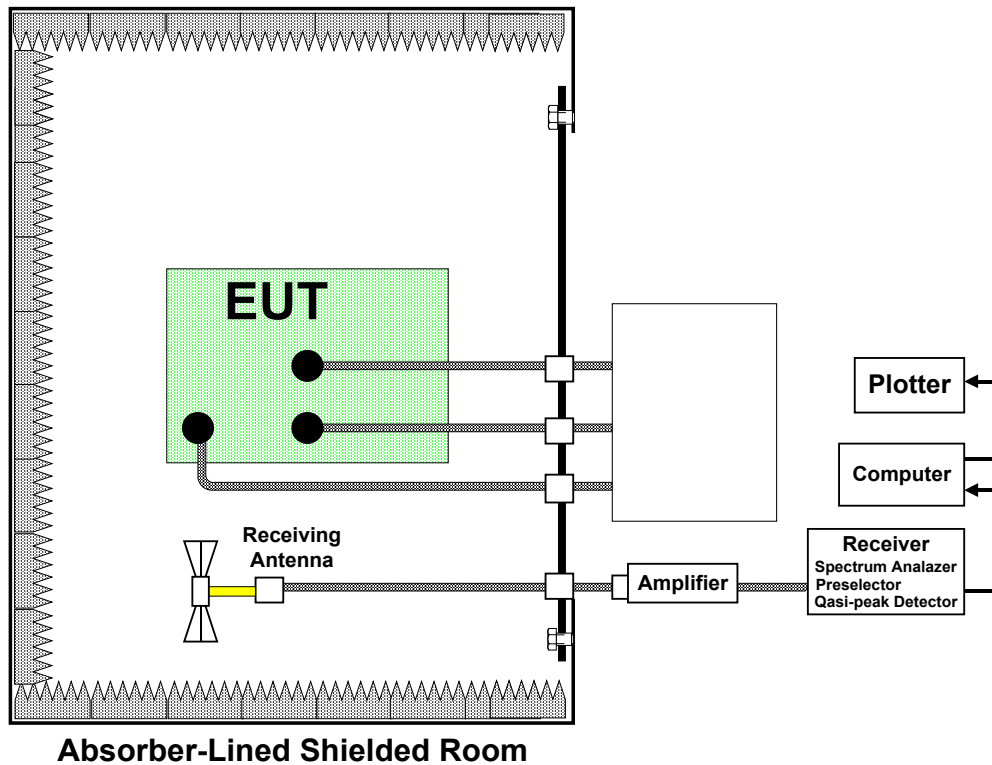 EUT
Plotter
Computer
Receiving
Antenna
Amplifier
Receiver
Spectrum Analazer
Preselector
Qasi-peak Detector
Absorber-Lined Shielded Room